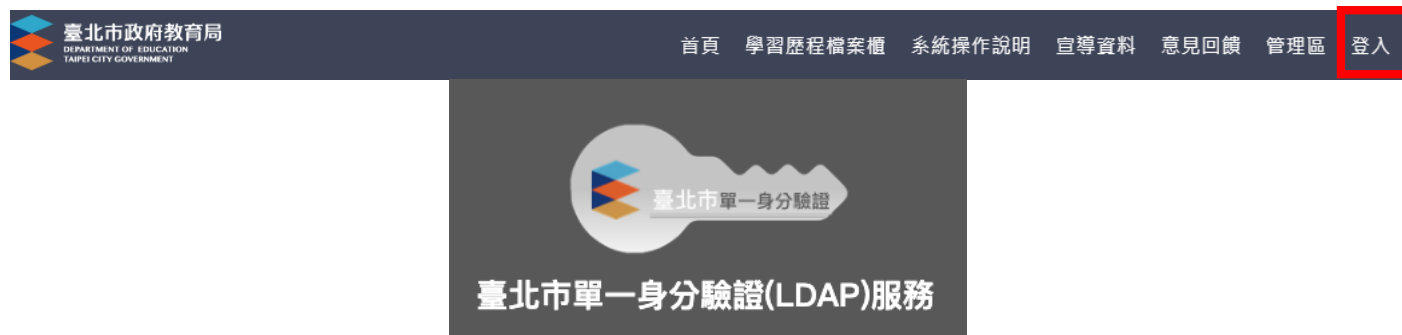 臺北市政府教育局
DEPARTMENT OF EDUCATION
TAIPEI CITY GOVERNMENT
首頁 學習歷程檔案櫃 系統操作說明 宣導資料 意見回饋 管理區 登入
臺北市單一身分驗證
臺北市單一身分驗證(LDAP)服務